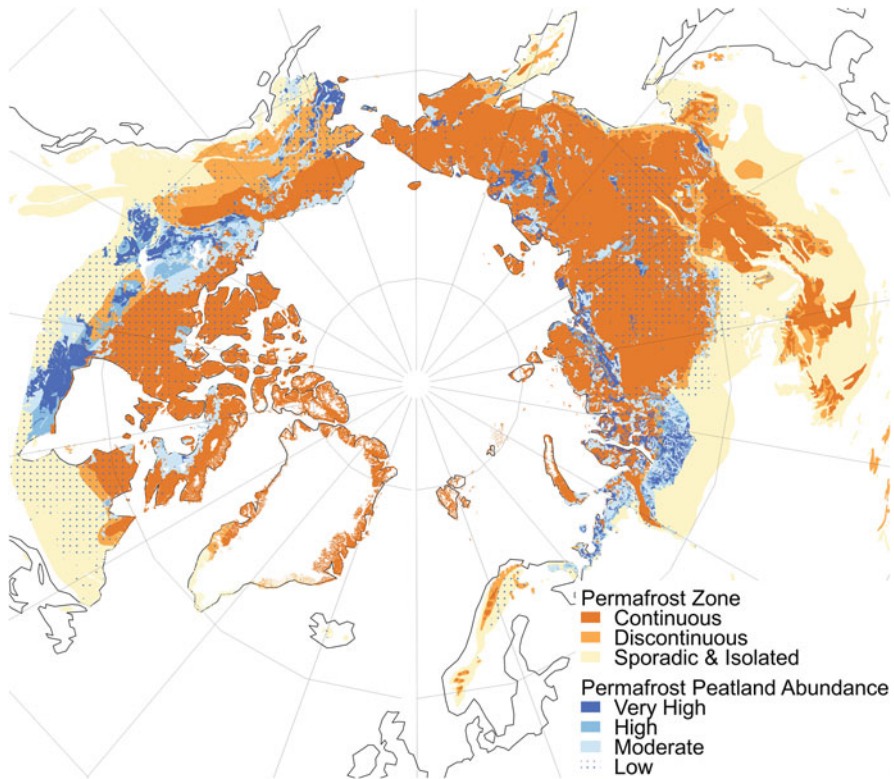 Permafrost Zone
Continuous
Discontinuous
Sporadic & Isolated
Permafrost Peatland Abundance
Very High
High
Moderate
Low